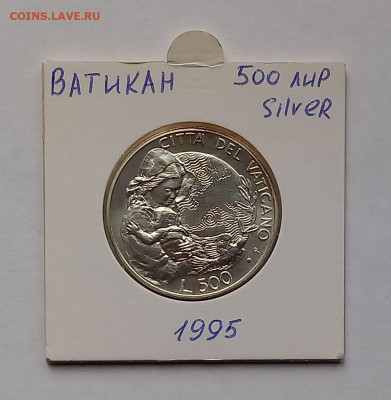 COINS.LAVE.RU
ВАТИКАН 500 лир
Silver
CITTA' DEL VATICANO
R
L. 500
1995